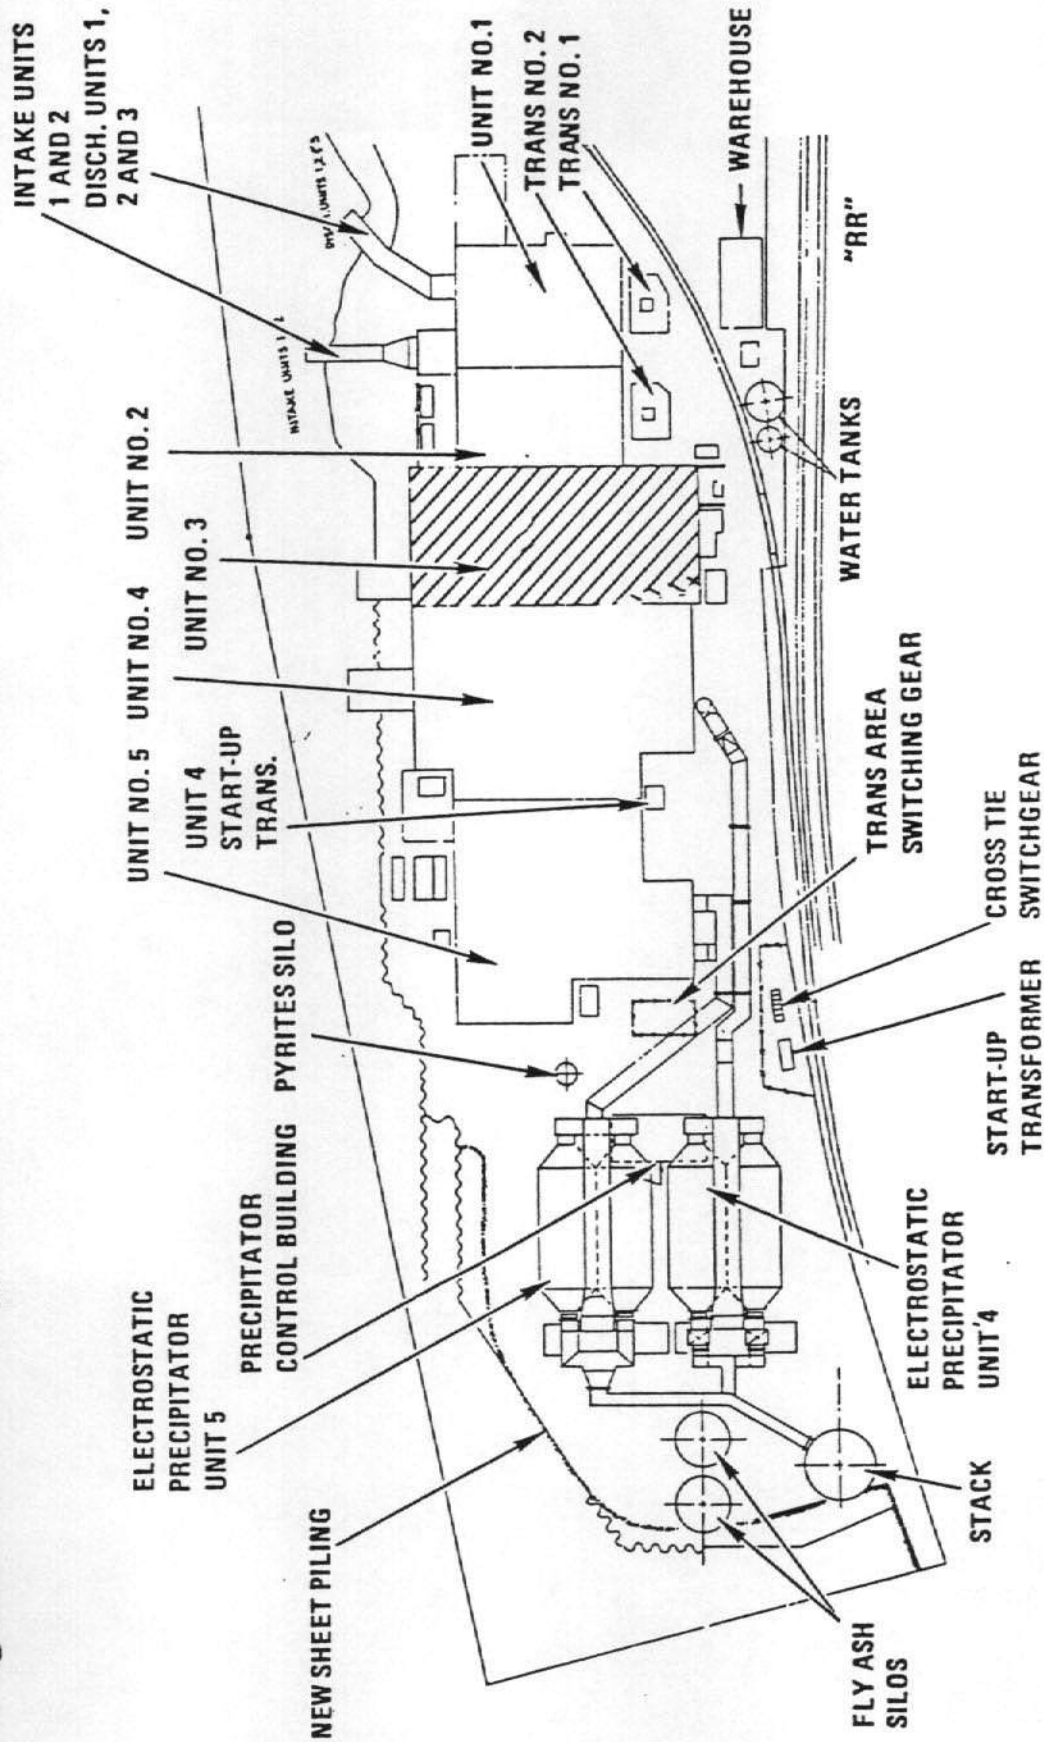 INTAKE UNITS
1 AND 2
DISCH. UNITS 1,
2 AND 3
UNIT NO.1
TRANS NO. 2
TRANS NO. 1
WAREHOUSE
"RR"
INTAKE UNITS 1
UNIT NO. 2
UNIT NO. 3
UNIT NO. 4
UNIT NO. 5
UNIT 4
START-UP
TRANS.
WATER TANKS
TRANS AREA
SWITCHING GEAR
CROSS TIE
SWITCHGEAR
START-UP
TRANSFORMER
PYRITES SILO
PRECIPITATOR
CONTROL BUILDING
ELECTROSTATIC
PRECIPITATOR
UNIT 5
ELECTROSTATIC
PRECIPITATOR
UNIT'4
NEW SHEET PILING
STACK
FLY ASH
SILOS